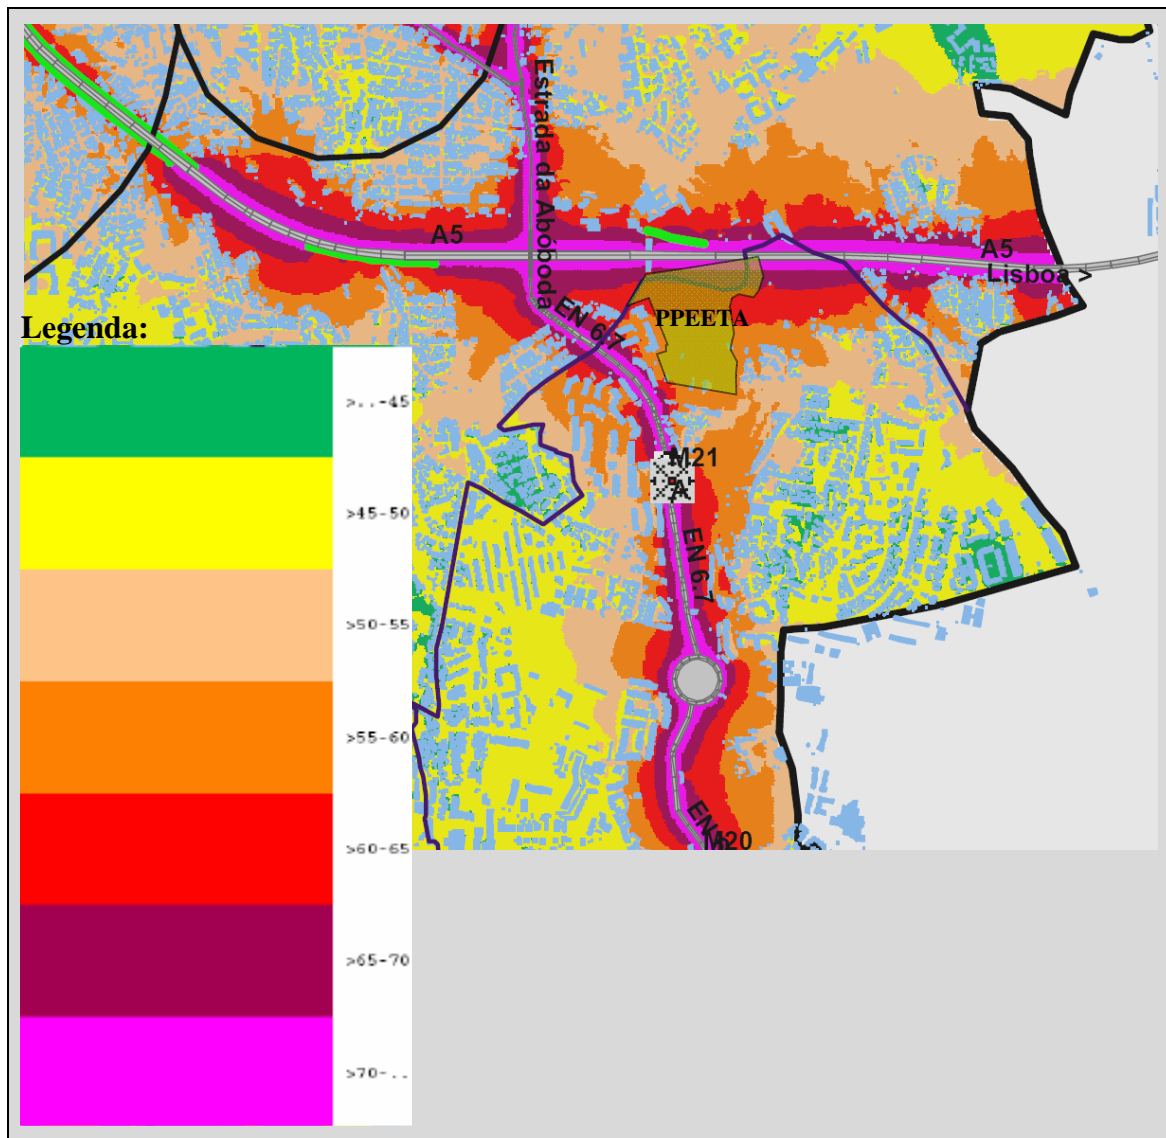 Estrada da Abóboda
A5
A5
Lisboa >
EN 6.7
PPEETA
M21
A
EN 6.7
M20
Legenda:
>..-45
>45-50
>50-55
>55-60
>60-65
>65-70
>70-..